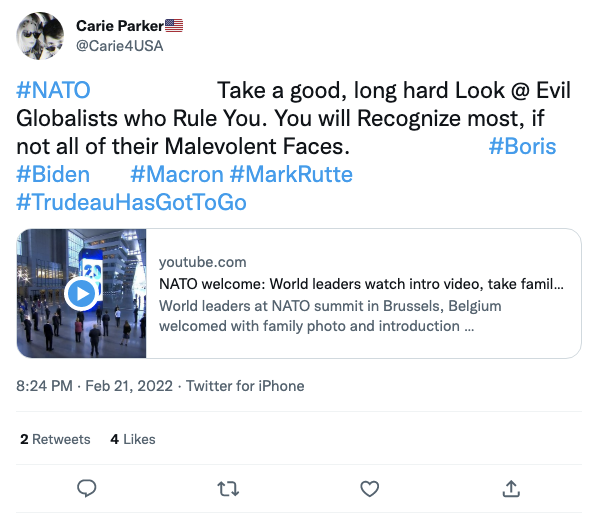 Carie Parker🇺🇸
@Carie4USA
#NATO Take a good, long hard Look @ Evil
Globalists who Rule You. You will Recognize most, if
not all of their Malevolent Faces. #Boris
#Biden #Macron #MarkRutte
#TrudeauHasGotToGo
youtube.com
NATO welcome: World leaders watch intro video, take famil...
World leaders at NATO summit in Brussels, Belgium
welcomed with family photo and introduction ...
8:24 PM · Feb 21, 2022 · Twitter for iPhone
2 Retweets 4 Likes